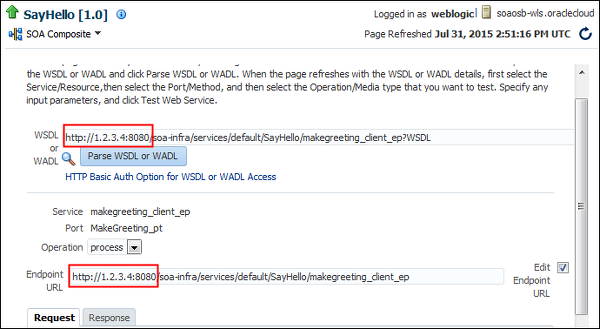 SayHello [1.0]
Logged in as weblogic
soaosb-wls.oraclecloud
SOA Composite
Page Refreshed Jul 31, 2015 2:51:16 PM UTC
the WSDL or WADL and click Parse WSDL or WADL. When the page refreshes with the WSDL or WADL details, first select the
Service/Resource,then select the Port/Method, and then select the Operation/Media type that you want to test. Specify any
input parameters, and click Test Web Service.
WSDL
or
WADL
http://1.2.3.4:8080/soa-infra/services/default/SayHello/makegreeting_client_ep?WSDL
Parse WSDL or WADL
HTTP Basic Auth Option for WSDL or WADL Access
Service makegreeting_client_ep
Port MakeGreeting_pt
Operation process
Endpoint
URL
http://1.2.3.4:8080/soa-infra/services/default/SayHello/makegreeting_client_ep
Edit
Endpoint
URL
Request
Response